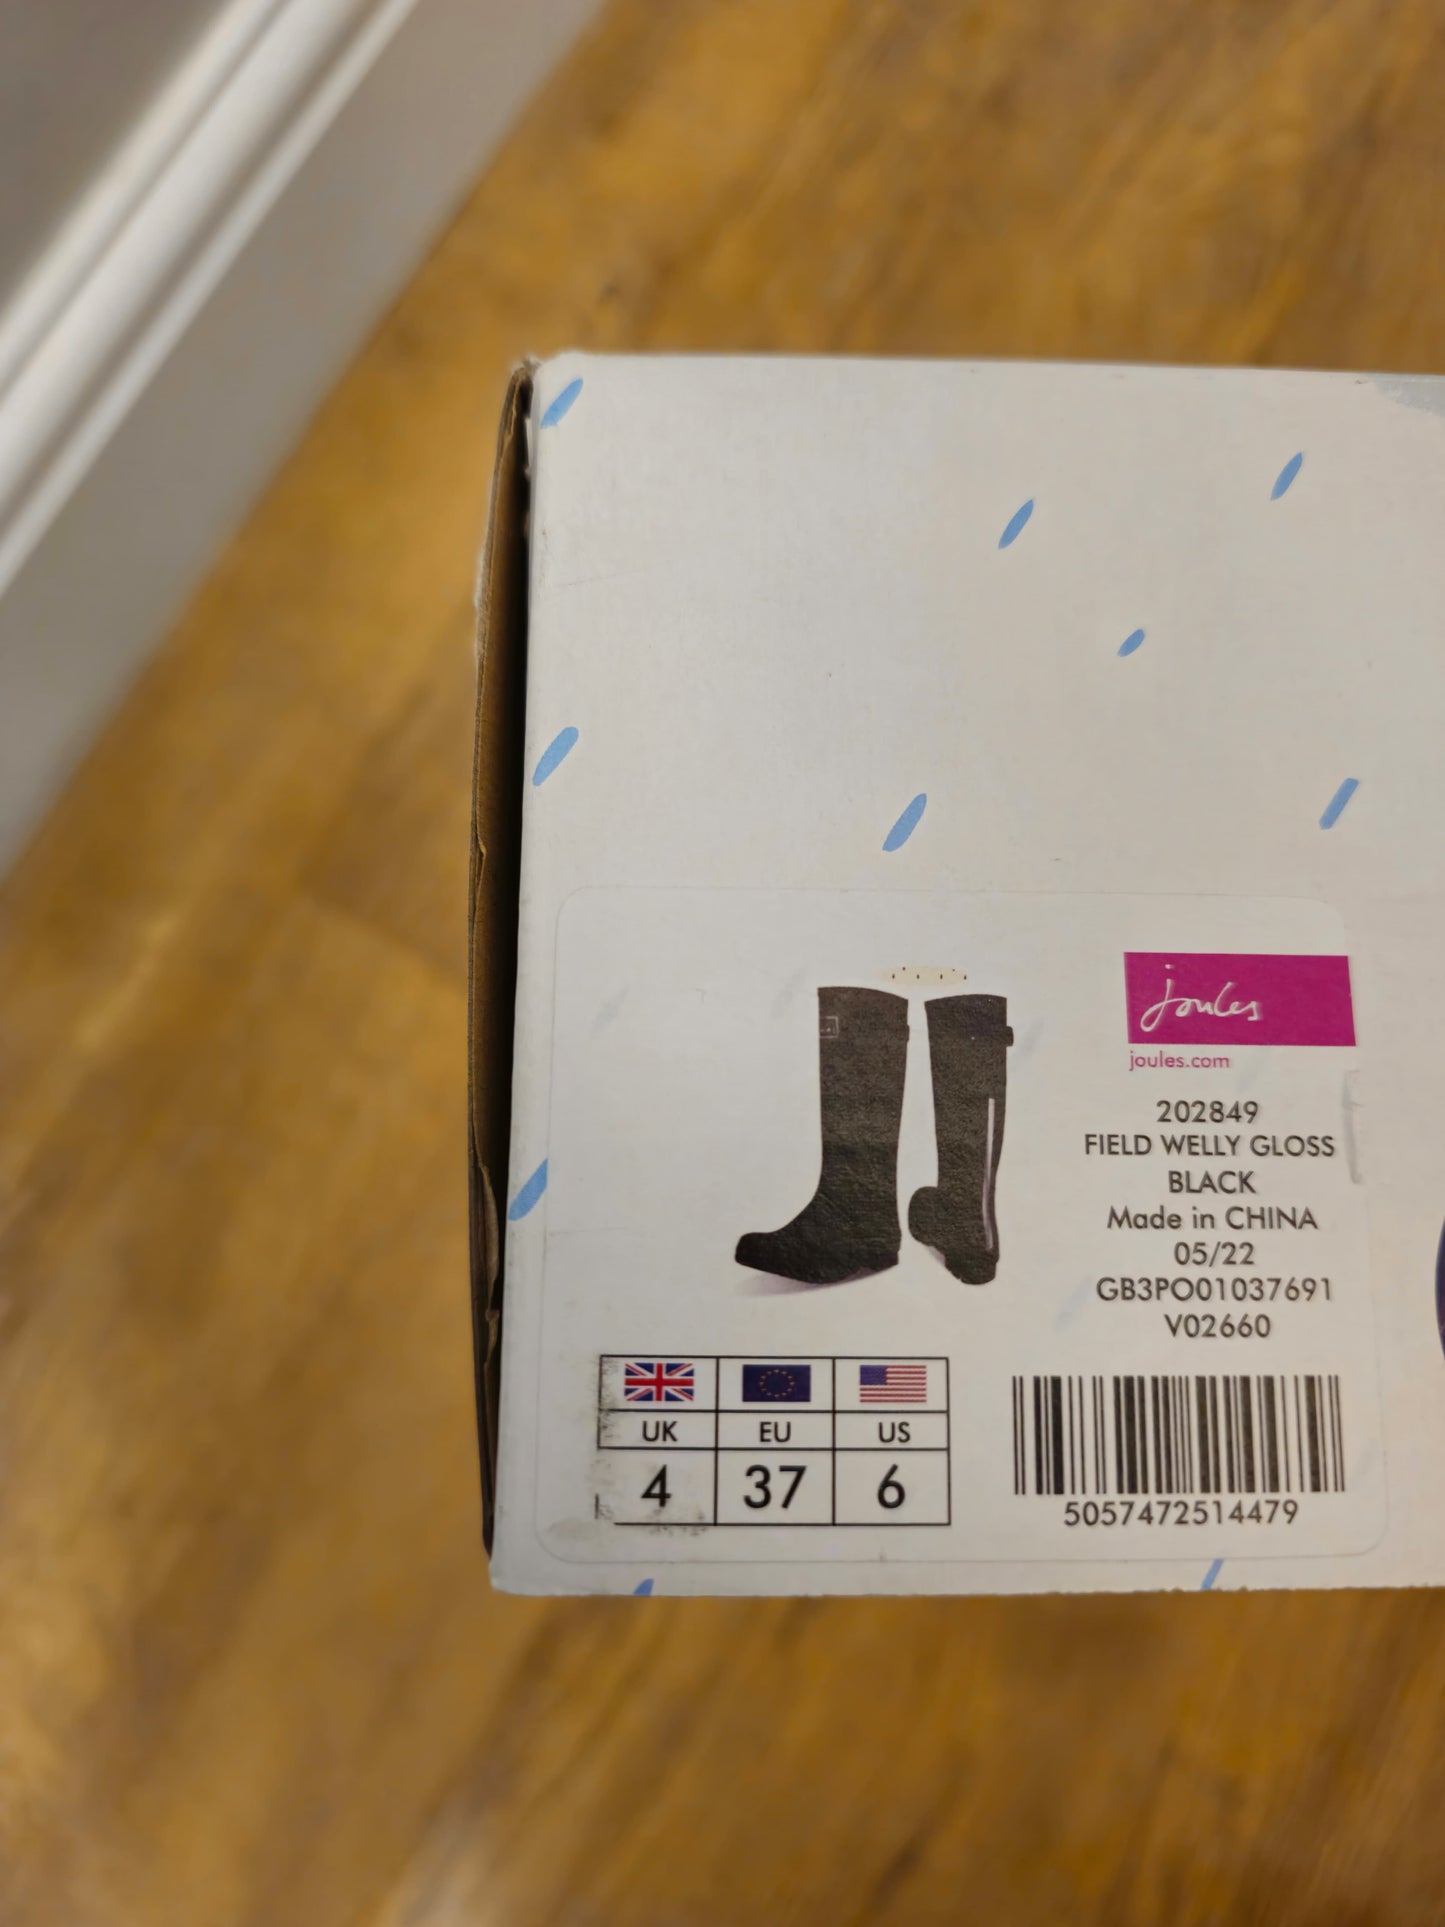 joules
joules.com
202849
FIELD WELLY GLOSS
BLACK
Made in CHINA
05/22
GB3PO01037691
V02660
UK EU US
4 37 6
5057472514479